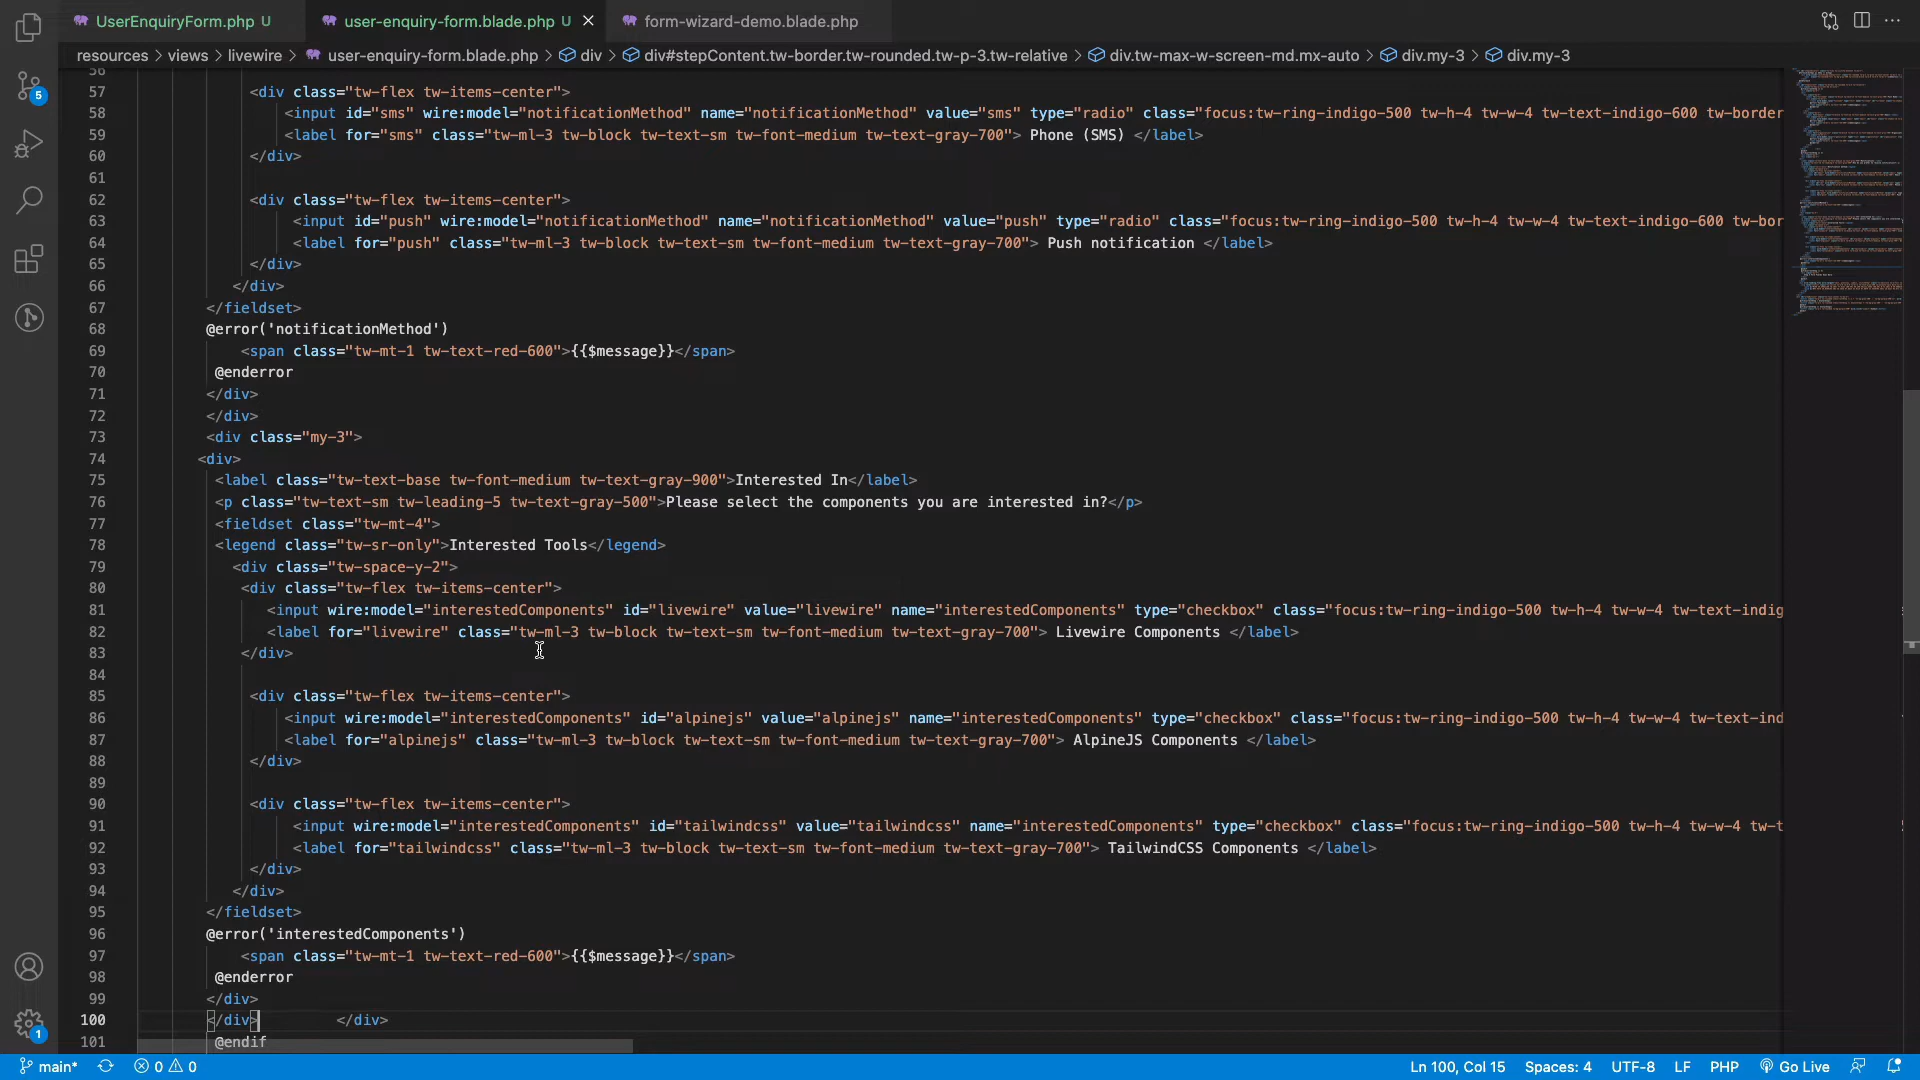 UserEnquiryForm.php U user-enquiry-form.blade.php U form-wizard-demo.blade.php
resources > views > livewire > user-enquiry-form.blade.php > div > div#stepContent.tw-border.tw-rounded.tw-p-3.tw-relative > div.tw-max-w-screen-md.mx-auto > div.my-3 > div.my-3
56
57 <div class="tw-flex tw-items-center">
58 <input id="sms" wire:model="notificationMethod" name="notificationMethod" value="sms" type="radio" class="focus:tw-ring-indigo-500 tw-h-4 tw-w-4 tw-text-indigo-600 tw-border
59 <label for="sms" class="tw-ml-3 tw-block tw-text-sm tw-font-medium tw-text-gray-700"> Phone (SMS) </label>
60 </div>
61
62 <div class="tw-flex tw-items-center">
63 <input id="push" wire:model="notificationMethod" name="notificationMethod" value="push" type="radio" class="focus:tw-ring-indigo-500 tw-h-4 tw-w-4 tw-text-indigo-600 tw-bor
64 <label for="push" class="tw-ml-3 tw-block tw-text-sm tw-font-medium tw-text-gray-700"> Push notification </label>
65 </div>
66 </div>
67 </fieldset>
68 @error('notificationMethod')
69 <span class="tw-mt-1 tw-text-red-600">{{$message}}</span>
70 @enderror
71 </div>
72 </div>
73 <div class="my-3">
74 <div>
75 <label class="tw-text-base tw-font-medium tw-text-gray-900">Interested In</label>
76 <p class="tw-text-sm tw-leading-5 tw-text-gray-500">Please select the components you are interested in?</p>
77 <fieldset class="tw-mt-4">
78 <legend class="tw-sr-only">Interested Tools</legend>
79 <div class="tw-space-y-2">
80 <div class="tw-flex tw-items-center">
81 <input wire:model="interestedComponents" id="livewire" value="livewire" name="interestedComponents" type="checkbox" class="focus:tw-ring-indigo-500 tw-h-4 tw-w-4 tw-text-indig
82 <label for="livewire" class="tw-ml-3 tw-block tw-text-sm tw-font-medium tw-text-gray-700"> Livewire Components </label>
83 </div>
84
85 <div class="tw-flex tw-items-center">
86 <input wire:model="interestedComponents" id="alpinejs" value="alpinejs" name="interestedComponents" type="checkbox" class="focus:tw-ring-indigo-500 tw-h-4 tw-w-4 tw-text-ind
87 <label for="alpinejs" class="tw-ml-3 tw-block tw-text-sm tw-font-medium tw-text-gray-700"> AlpineJS Components </label>
88 </div>
89
90 <div class="tw-flex tw-items-center">
91 <input wire:model="interestedComponents" id="tailwindcss" value="tailwindcss" name="interestedComponents" type="checkbox" class="focus:tw-ring-indigo-500 tw-h-4 tw-w-4 tw-t
92 <label for="tailwindcss" class="tw-ml-3 tw-block tw-text-sm tw-font-medium tw-text-gray-700"> TailwindCSS Components </label>
93 </div>
94 </div>
95 </fieldset>
96 @error('interestedComponents')
97 <span class="tw-mt-1 tw-text-red-600">{{$message}}</span>
98 @enderror
99 </div>
100 </div> </div>
101 @endif
5
1
main* 0 0 Ln 100, Col 15 Spaces: 4 UTF-8 LF PHP Go Live